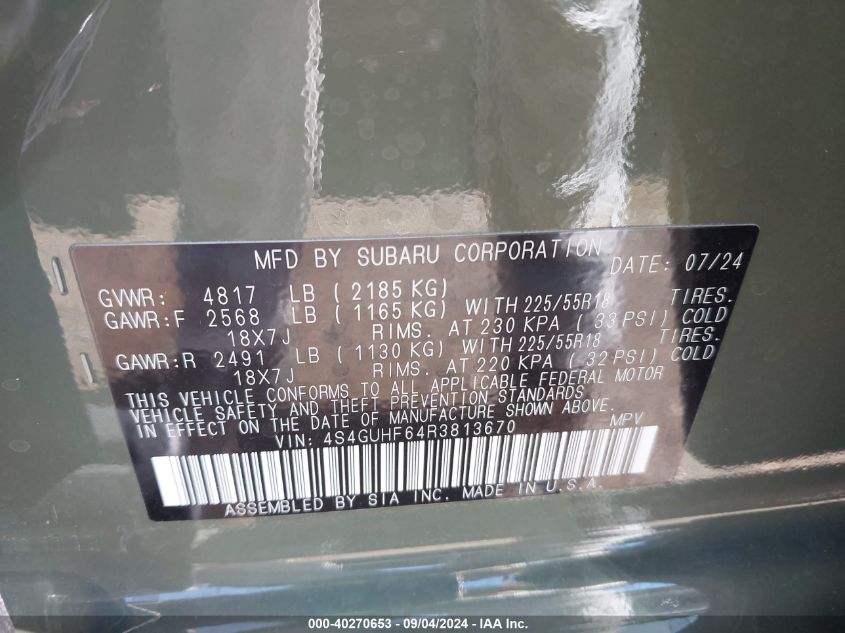 MFD BY SUBARU CORPORATION DATE: 07/24
GVWR: 4817 LB (2185 KG)
GAWR:F 2568 LB (1165 KG) WITH 225/55R18 TIRES.
18X7J RIMS. AT 230 KPA (33 PSI) COLD
GAWR:R 2491 LB (1130 KG) WITH 225/55R18 TIRES.
18X7J RIMS. AT 220 KPA (32 PSI) COLD
THIS VEHICLE CONFORMS TO ALL APPLICABLE FEDERAL MOTOR
VEHICLE SAFETY AND THEFT PREVENTION STANDARDS
IN EFFECT ON THE DATE OF MANUFACTURE SHOWN ABOVE.
VIN: 4S4GUHF64R3813670 MPV
ASSEMBLED BY SIA INC. MADE IN U.S.A.
000-40270653 - 09/04/2024 - IAA Inc.